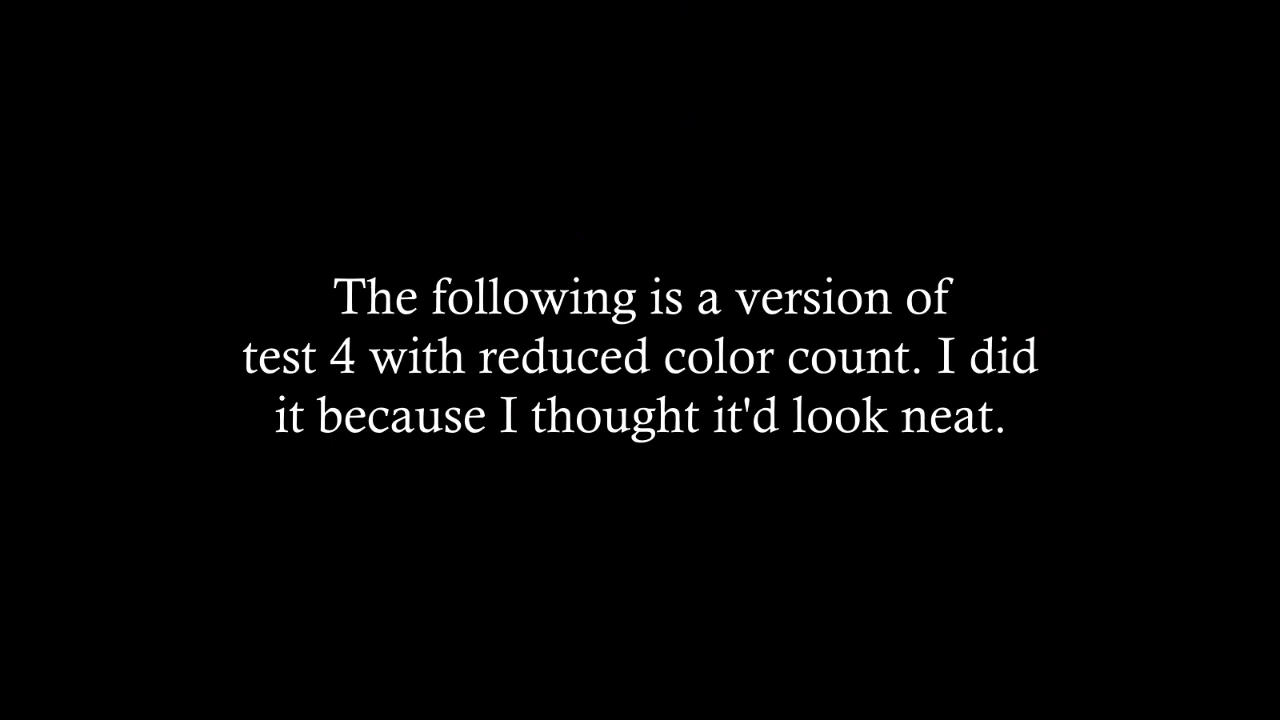 The following is a version of
test 4 with reduced color count. I did
it because I thought it'd look neat.